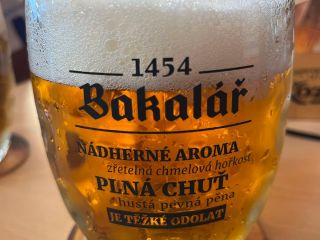 1454
Bakalář
NÁDHERNÉ AROMA
zřetelná chmelová hořkost
PLNÁ CHUŤ
hustá pevná pěna
JE TĚŽKÉ ODOLAT